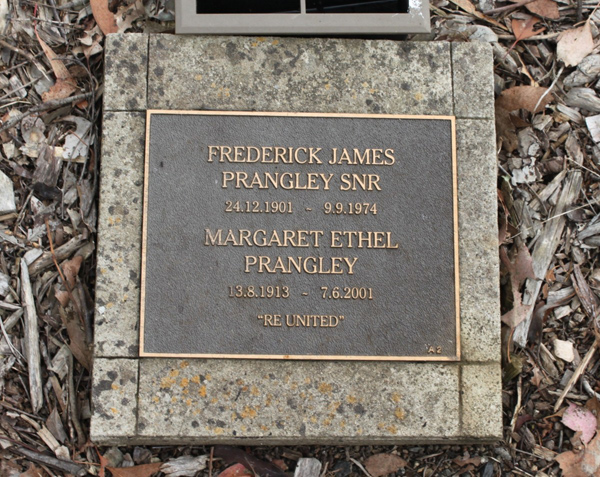 FREDERICK JAMES
PRANGLEY SNR
24.12.1901 - 9.9.1974
MARGARET ETHEL
PRANGLEY
13.8.1913 - 7.6.2001
"RE UNITED"